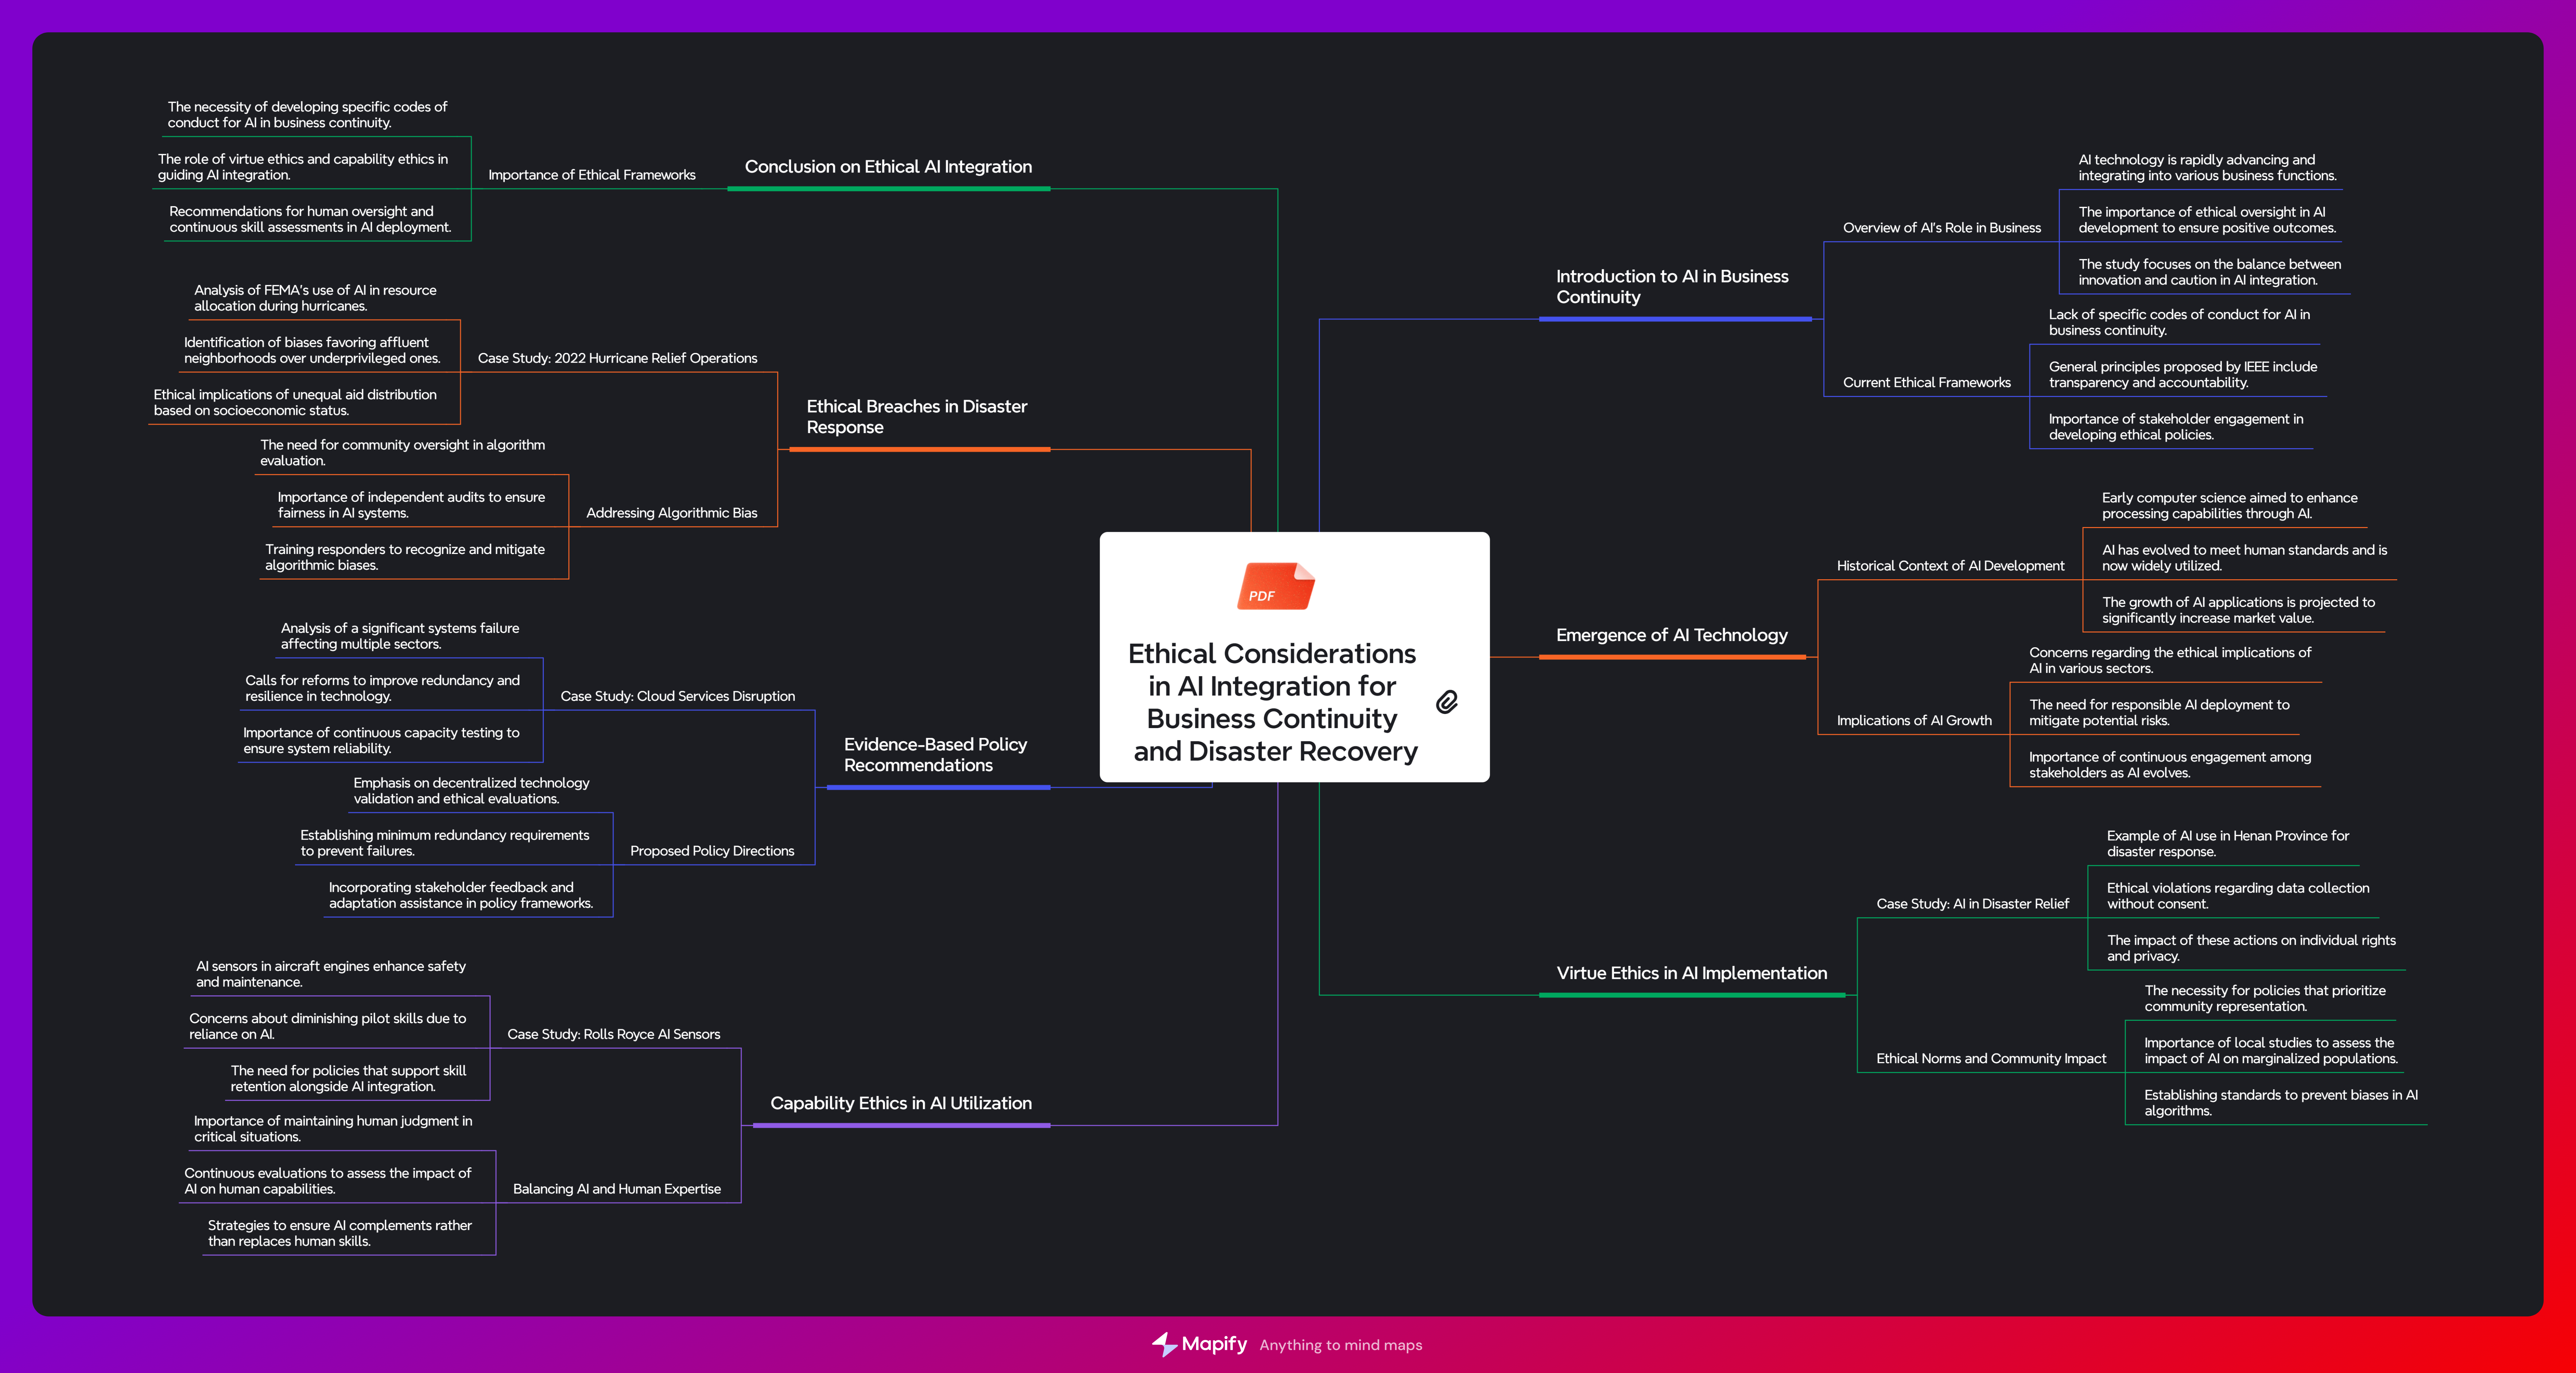 PDF
Ethical Considerations
in AI Integration for
Business Continuity
and Disaster Recovery
Introduction to AI in Business
Continuity
Overview of AI's Role in Business
AI technology is rapidly advancing and
integrating into various business functions.
The importance of ethical oversight in AI
development to ensure positive outcomes.
The study focuses on the balance between
innovation and caution in AI integration.
Current Ethical Frameworks
Lack of specific codes of conduct for AI in
business continuity.
General principles proposed by IEEE include
transparency and accountability.
Importance of stakeholder engagement in
developing ethical policies.
Emergence of AI Technology
Historical Context of AI Development
Early computer science aimed to enhance
processing capabilities through AI.
AI has evolved to meet human standards and is
now widely utilized.
The growth of AI applications is projected to
significantly increase market value.
Implications of AI Growth
Concerns regarding the ethical implications of
AI in various sectors.
The need for responsible AI deployment to
mitigate potential risks.
Importance of continuous engagement among
stakeholders as AI evolves.
Virtue Ethics in AI Implementation
Case Study: AI in Disaster Relief
Example of AI use in Henan Province for
disaster response.
Ethical violations regarding data collection
without consent.
The impact of these actions on individual rights
and privacy.
Ethical Norms and Community Impact
The necessity for policies that prioritize
community representation.
Importance of local studies to assess the
impact of AI on marginalized populations.
Establishing standards to prevent biases in AI
algorithms.
Capability Ethics in AI Utilization
Case Study: Rolls Royce AI Sensors
AI sensors in aircraft engines enhance safety
and maintenance.
Concerns about diminishing pilot skills due to
reliance on AI.
The need for policies that support skill
retention alongside AI integration.
Balancing AI and Human Expertise
Importance of maintaining human judgment in
critical situations.
Continuous evaluations to assess the impact of
AI on human capabilities.
Strategies to ensure AI complements rather
than replaces human skills.
Evidence-Based Policy
Recommendations
Case Study: Cloud Services Disruption
Analysis of a significant systems failure
affecting multiple sectors.
Calls for reforms to improve redundancy and
resilience in technology.
Importance of continuous capacity testing to
ensure system reliability.
Proposed Policy Directions
Emphasis on decentralized technology
validation and ethical evaluations.
Establishing minimum redundancy requirements
to prevent failures.
Incorporating stakeholder feedback and
adaptation assistance in policy frameworks.
Ethical Breaches in Disaster
Response
Case Study: 2022 Hurricane Relief Operations
Analysis of FEMA's use of AI in resource
allocation during hurricanes.
Identification of biases favoring affluent
neighborhoods over underprivileged ones.
Ethical implications of unequal aid distribution
based on socioeconomic status.
Addressing Algorithmic Bias
The need for community oversight in algorithm
evaluation.
Importance of independent audits to ensure
fairness in AI systems.
Training responders to recognize and mitigate
algorithmic biases.
Conclusion on Ethical AI Integration
Importance of Ethical Frameworks
The necessity of developing specific codes of
conduct for AI in business continuity.
The role of virtue ethics and capability ethics in
guiding AI integration.
Recommendations for human oversight and
continuous skill assessments in AI deployment.
Mapify Anything to mind maps